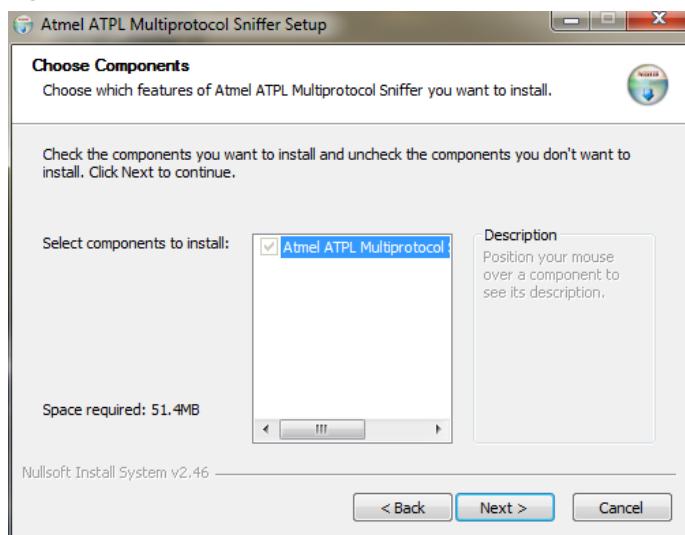 Atmel ATPL Multiprotocol Sniffer Setup
Choose Components
Choose which features of Atmel ATPL Multiprotocol Sniffer you want to install.
Check the components you want to install and uncheck the components you don't want to
install. Click Next to continue.
Select components to install:
Atmel ATPL Multiprotocol
Description
Position your mouse
over a component to
see its description.
Space required: 51.4MB
Nullsoft Install System v2.46
< Back
Next >
Cancel